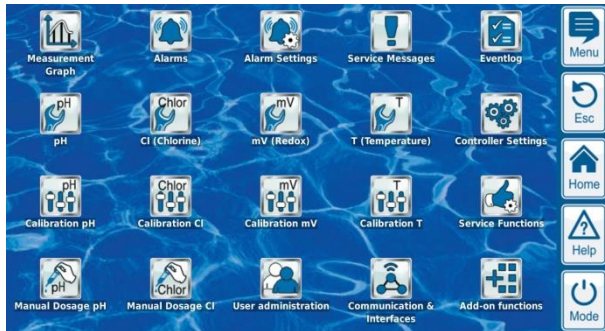 Measurement
Graph
Alarms
Alarm Settings
Service Messages
Eventlog
Menu
pH
pH
Chlor
Cl (Chlorine)
mV
mV (Redox)
T
T (Temperature)
Controller Settings
Esc
Home
pH
Calibration pH
Chlor
Calibration Cl
mV
Calibration mV
T
Calibration T
Service Functions
?
Help
pH
Manual Dosage pH
Chlor
Manual Dosage Cl
User administration
Communication &
Interfaces
Add-on functions
Mode